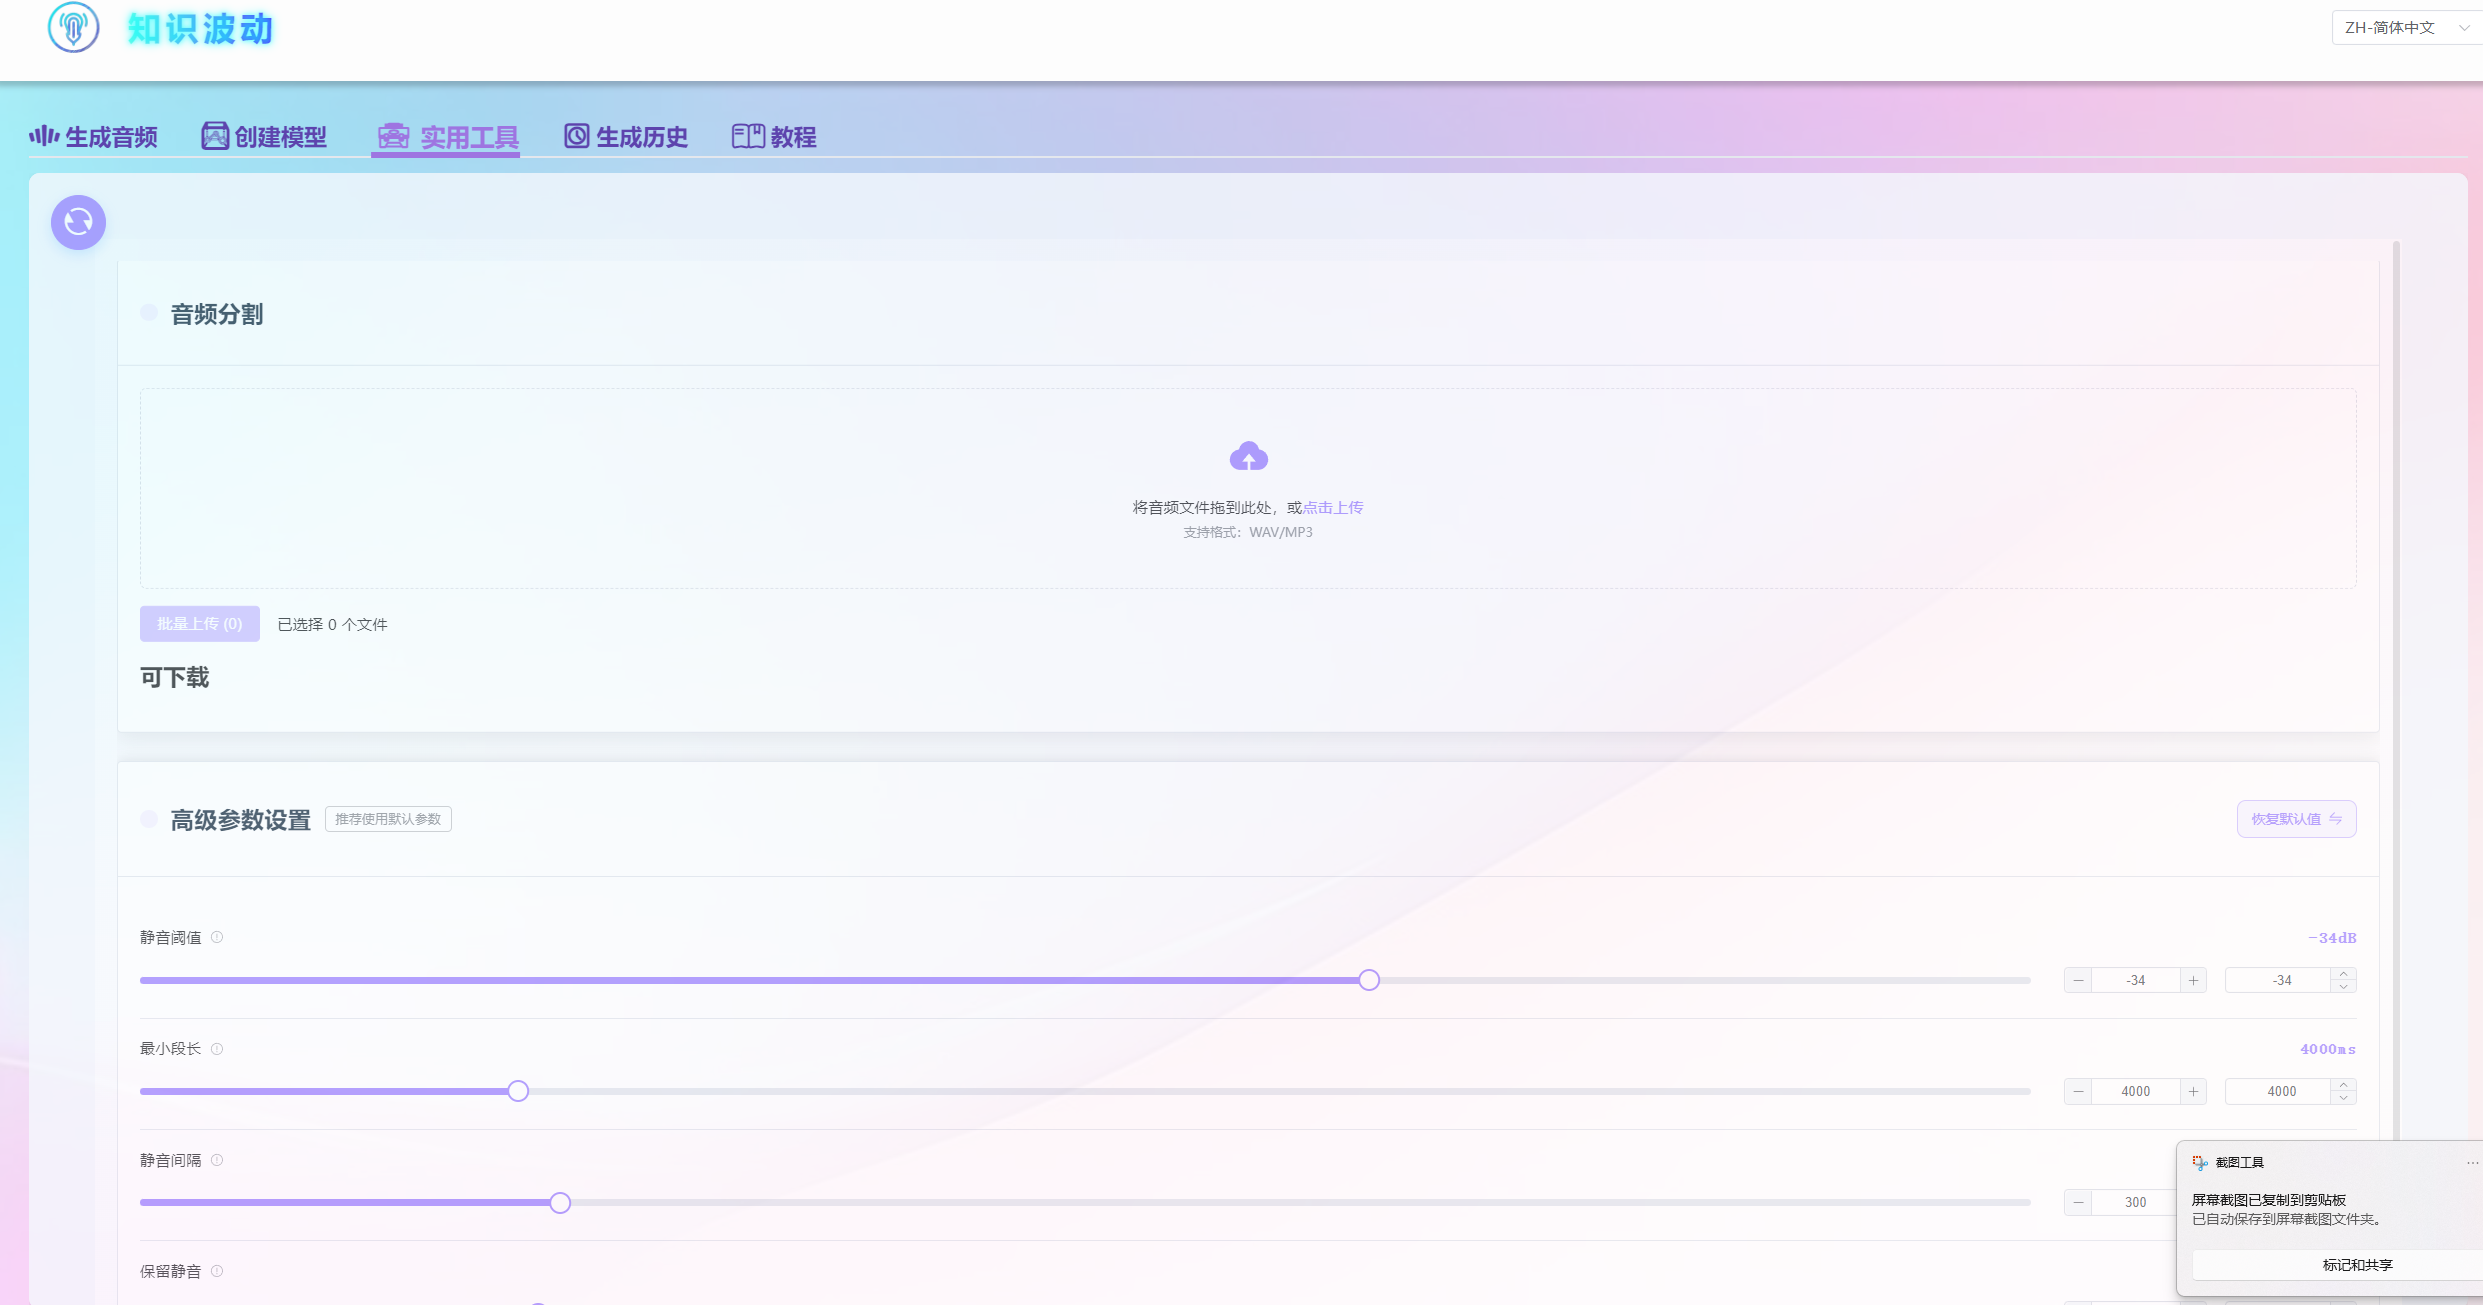 知识波动
ZH-简体中文
生成音频
创建模型
实用工具
生成历史
教程
音频分割
将音频文件拖到此处，或点击上传
支持格式：WAV/MP3
批量上传 (0)
已选择 0 个文件
可下载
高级参数设置
推荐使用默认参数
恢复默认值
静音阈值
-34dB
-34
-34
最小段长
4000ms
4000
4000
静音间隔
300
保留静音
截图工具
屏幕截图已复制到剪贴板
已自动保存到屏幕截图文件夹。
标记和共享